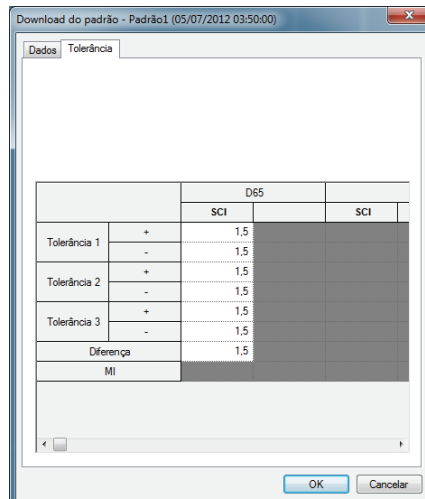 Download do padrão - Padrão1 (05/07/2012 03:50:00)
Dados Tolerância
D65
SCI SCI
Tolerância 1 + 1,5
- 1,5
Tolerância 2 + 1,5
- 1,5
Tolerância 3 + 1,5
- 1,5
Diferença 1,5
MI
OK Cancelar